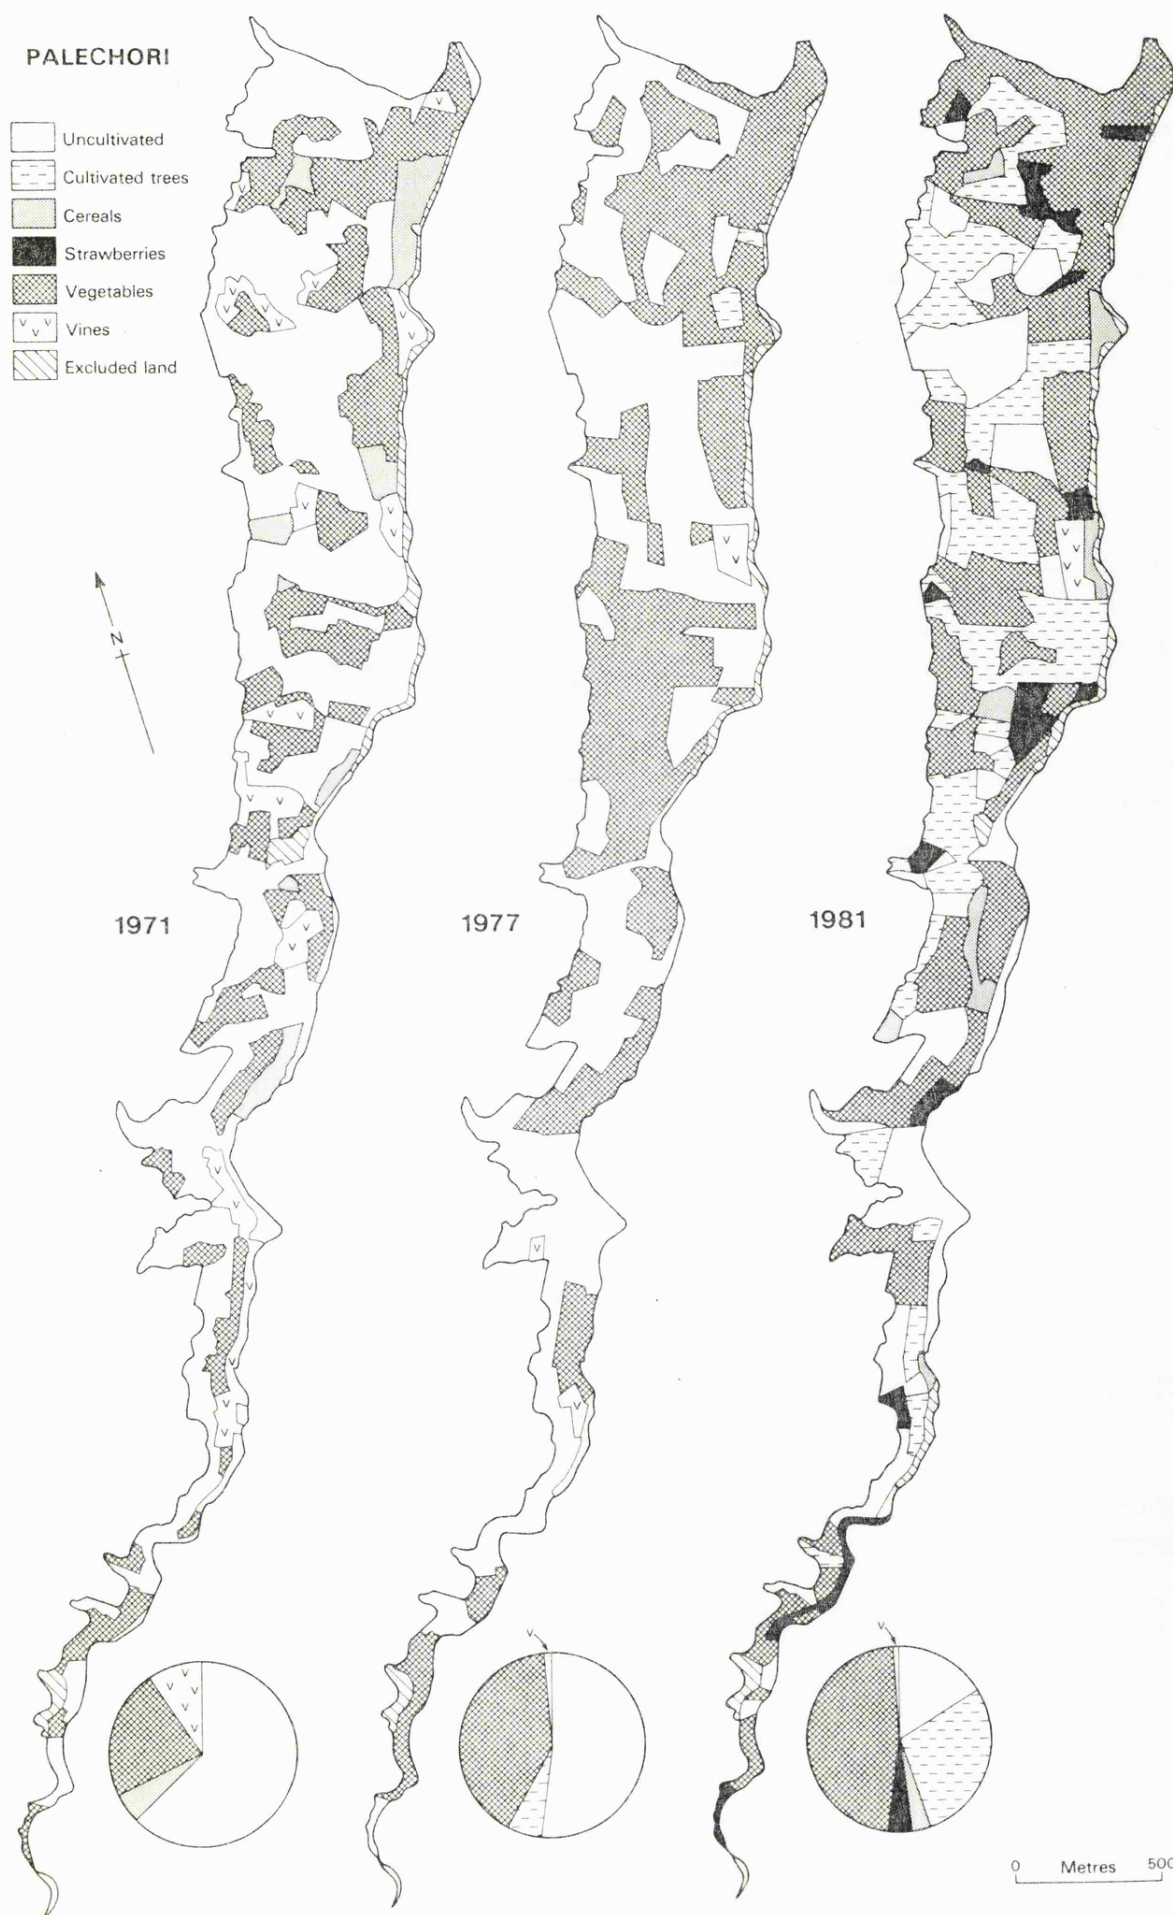 PALECHORI
Uncultivated
Cultivated trees
Cereals
Strawberries
Vegetables
Vines
Excluded land
N
1971
1977
1981
V
V
0 Metres 500